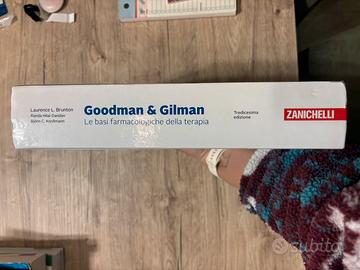 Laurence L. Brunton
Randa Hilal-Dandan
Björn C. Knollmann
Goodman & Gilman
Le basi farmacologiche della terapia
Tredicesima
edizione
ZANICHELLI
subito